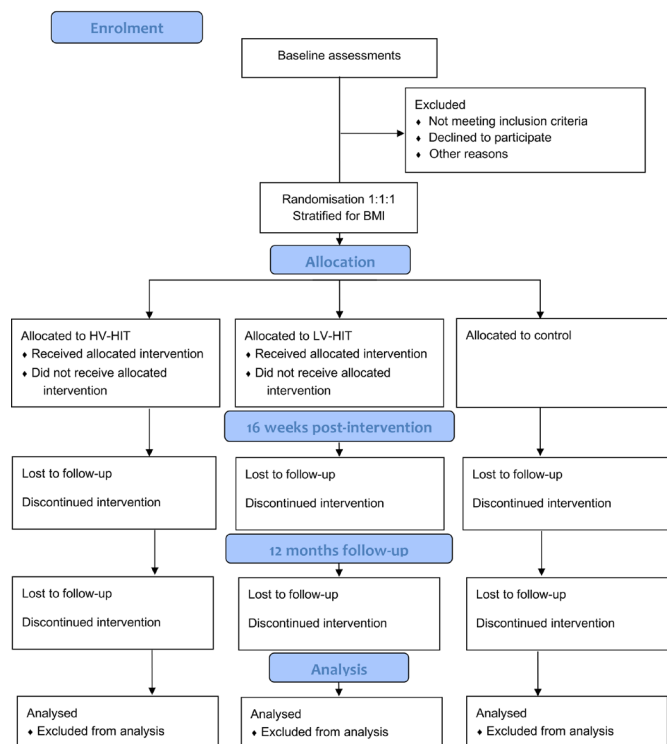 Enrolment
Baseline assessments
Excluded
♦ Not meeting inclusion criteria
♦ Declined to participate
♦ Other reasons
Randomisation 1:1:1
Stratified for BMI
Allocation
Allocated to HV-HIT
♦ Received allocated intervention
♦ Did not receive allocated
intervention
Allocated to LV-HIT
♦ Received allocated intervention
♦ Did not receive allocated
intervention
Allocated to control
16 weeks post-intervention
Lost to follow-up
Discontinued intervention
Lost to follow-up
Discontinued intervention
Lost to follow-up
Discontinued intervention
12 months follow-up
Lost to follow-up
Discontinued intervention
Lost to follow-up
Discontinued intervention
Lost to follow-up
Discontinued intervention
Analysis
Analysed
♦ Excluded from analysis
Analysed
♦ Excluded from analysis
Analysed
♦ Excluded from analysis